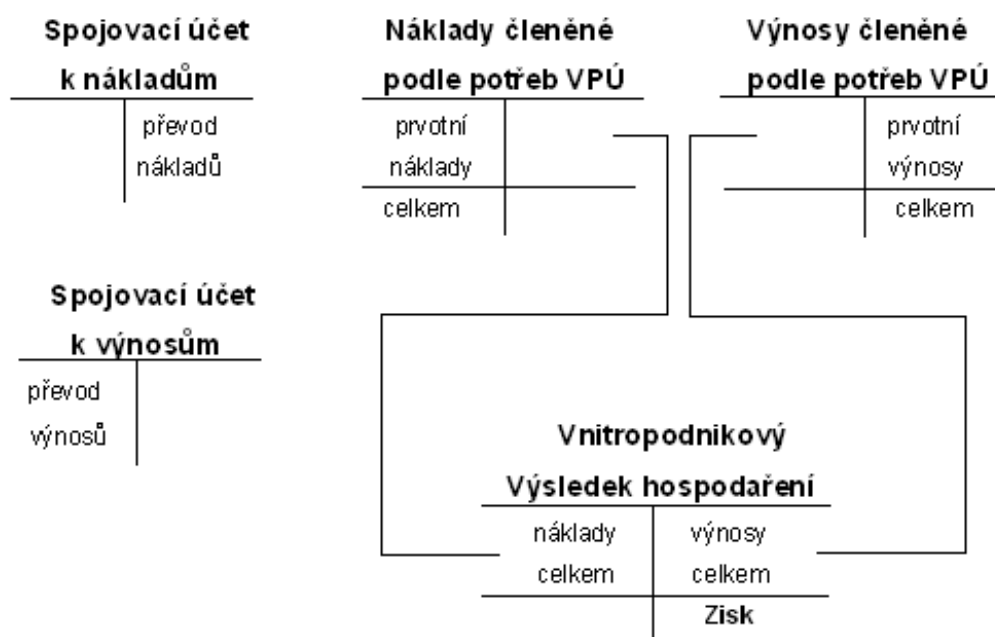 Spojovací účet
k nákladům
převod
nákladů
Náklady členěné
podle potřeb VPÚ
prvotní
náklady
celkem
Výnosy členěné
podle potřeb VPÚ
prvotní
výnosy
celkem
Spojovací účet
k výnosům
převod
výnosů
Vnitropodnikový
Výsledek hospodaření
náklady
celkem
výnosy
celkem
Zisk